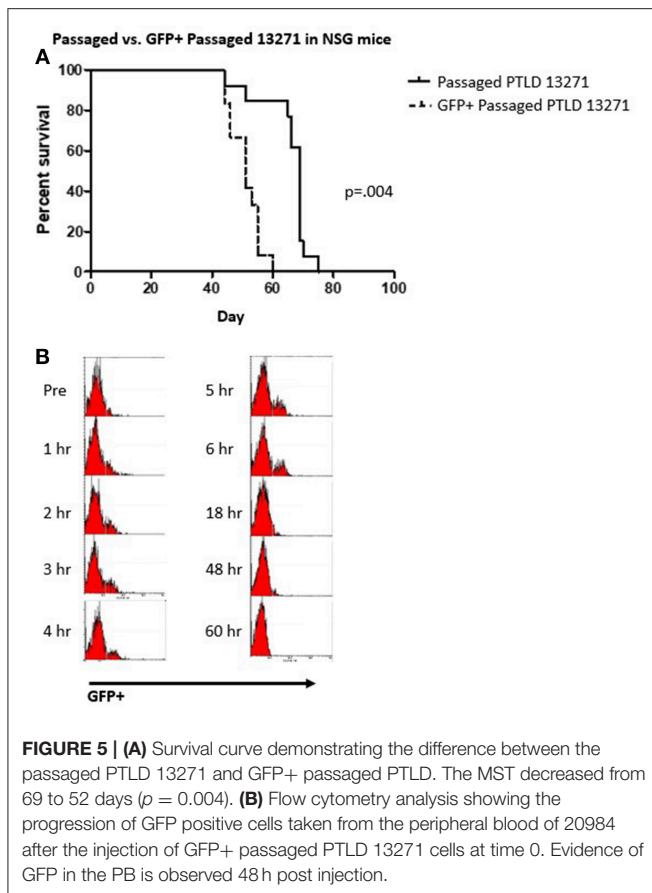 Passaged vs. GFP+ Passaged 13271 in NSG mice
A
100
80
60
40
20
0
Percent survival
0 20 40 60 80 100
Day
Passaged PTLD 13271
GFP+ Passaged PTLD 13271
p=.004
B
Pre
1 hr
2 hr
3 hr
4 hr
5 hr
6 hr
18 hr
48 hr
60 hr
GFP+
FIGURE 5 | (A) Survival curve demonstrating the difference between the
passaged PTLD 13271 and GFP+ passaged PTLD. The MST decreased from
69 to 52 days (p = 0.004). (B) Flow cytometry analysis showing the
progression of GFP positive cells taken from the peripheral blood of 20984
after the injection of GFP+ passaged PTLD 13271 cells at time 0. Evidence of
GFP in the PB is observed 48 h post injection.